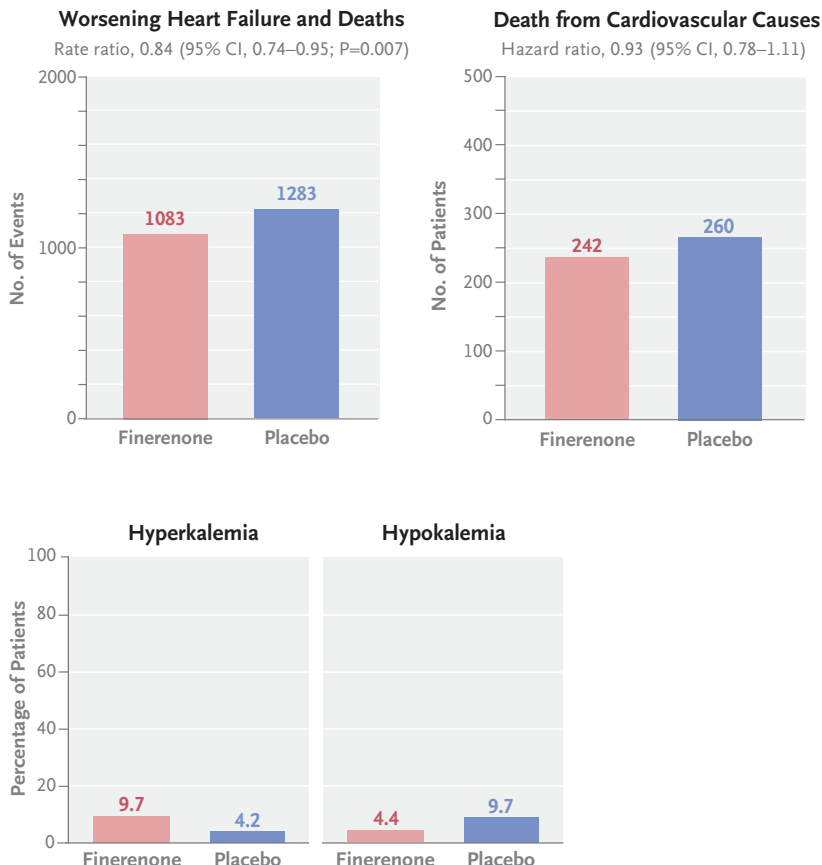 Worsening Heart Failure and Deaths
Rate ratio, 0.84 (95% CI, 0.74–0.95; P=0.007)
2000
1000
0
No. of Events
1083
1283
Finerenone
Placebo
Death from Cardiovascular Causes
Hazard ratio, 0.93 (95% CI, 0.78–1.11)
500
400
300
200
100
0
No. of Patients
242
260
Finerenone
Placebo
Hyperkalemia
100
80
60
40
20
0
Percentage of Patients
9.7
4.2
Finerenone
Placebo
Hypokalemia
4.4
9.7
Finerenone
Placebo